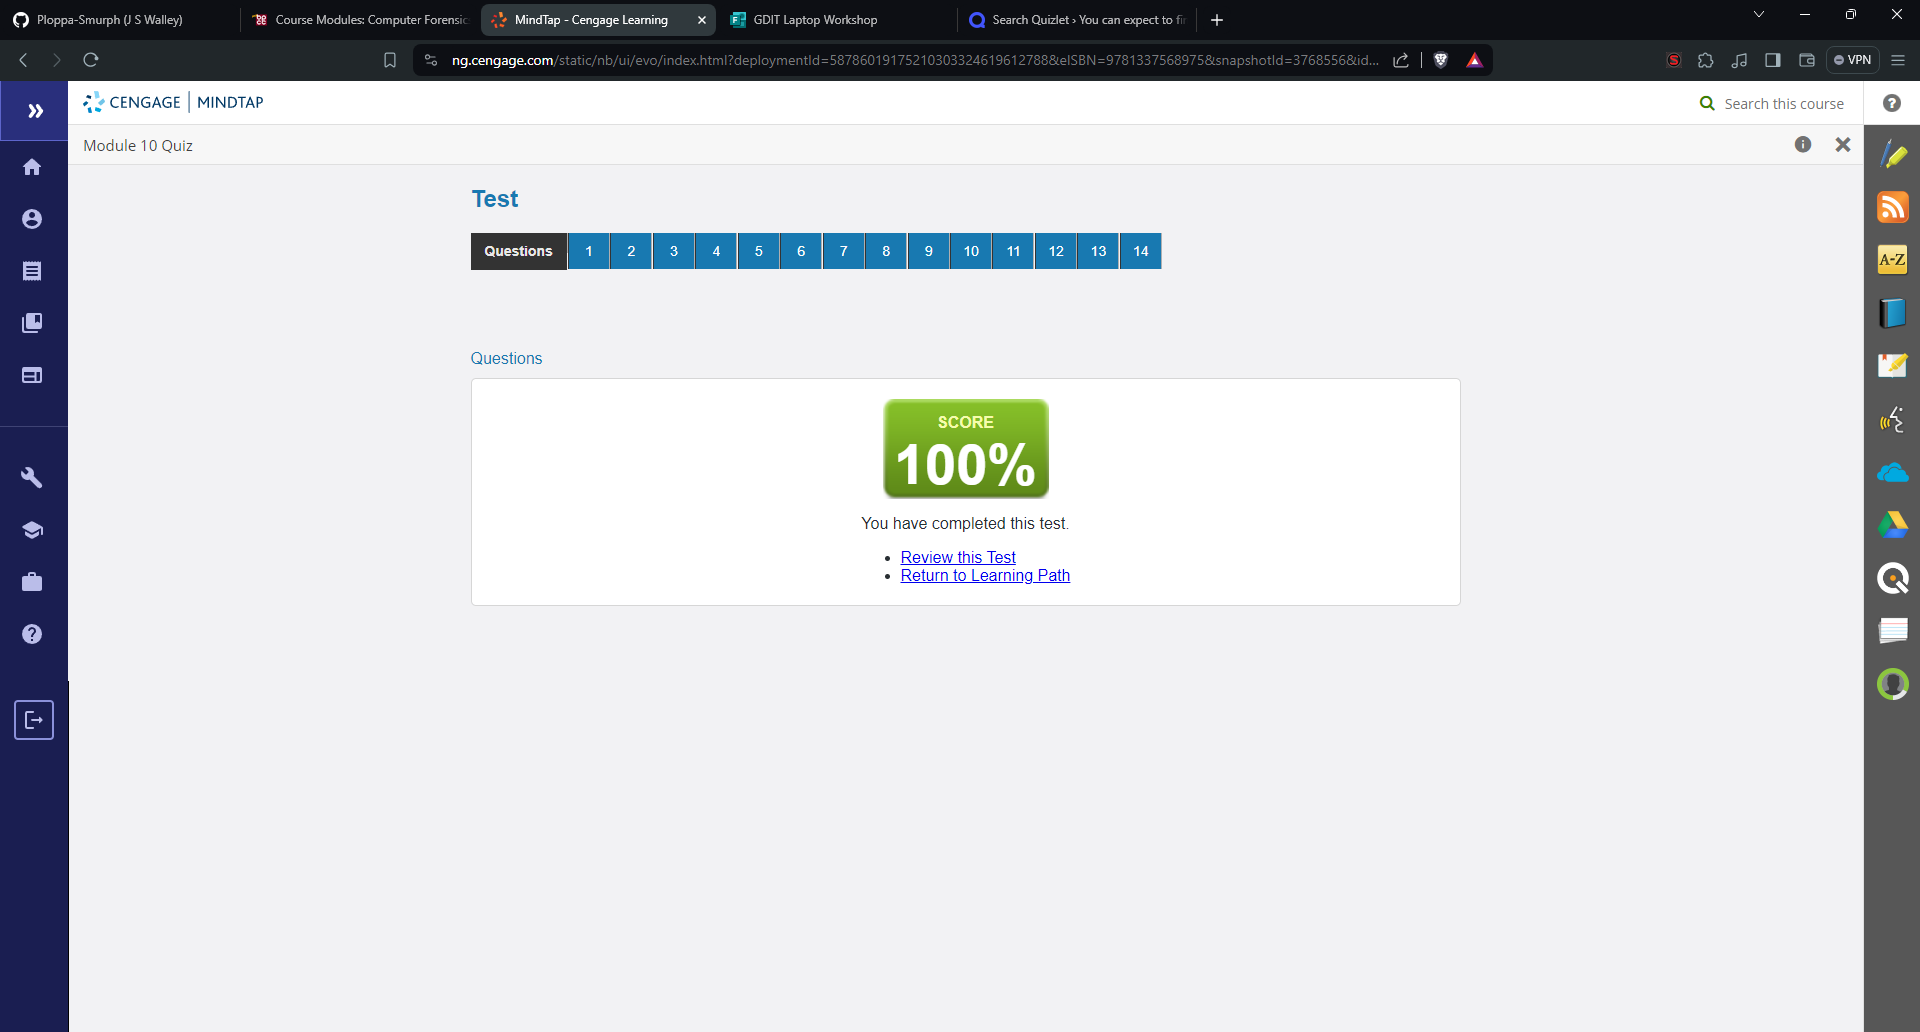 Ploppa-Smurph (J S Walley)
Course Modules: Computer Forensic
MindTap - Cengage Learning
GDIT Laptop Workshop
Search Quizlet › You can expect to fi
ng.cengage.com/static/nb/ui/evo/index.html?deploymentId=5878601917521030332461961 2788&eISBN=9781337568975&snapshotId=3768556&id...
VPN
CENGAGE | MINDTAP
Search this course
Module 10 Quiz
Test
Questions 1 2 3 4 5 6 7 8 9 10 11 12 13 14
A-Z
Questions
SCORE
100%
You have completed this test.
• Review this Test
• Return to Learning Path